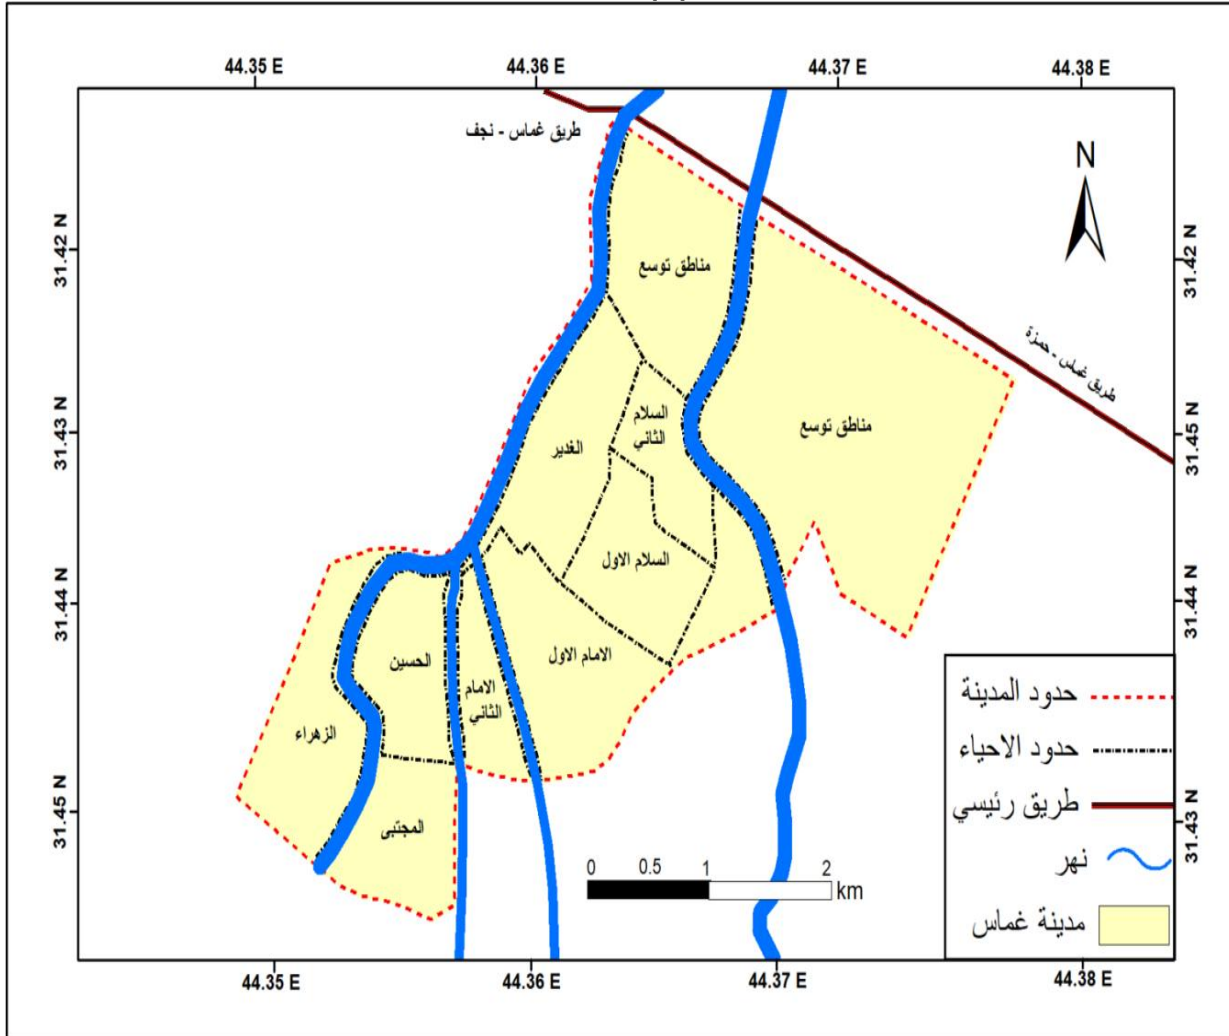 44.35 E
44.36 E
44.37 E
44.38 E
طريق غماس - نجف
N
31.42 N
31.42 N
مناطق توسع
طريق غماس - حمزة
السلام
الثاني
مناطق توسع
31.43 N
31.45 N
الغدير
السلام الاول
31.44 N
31.44 N
الامام الاول
الحسين
الامام
الثاني
الزهراء
31.45 N
31.43 N
المجتبى
0 0.5 1 2
km
حدود المدينة
حدود الاحياء
طريق رئيسي
نهر
مدينة غماس
44.35 E
44.36 E
44.37 E
44.38 E